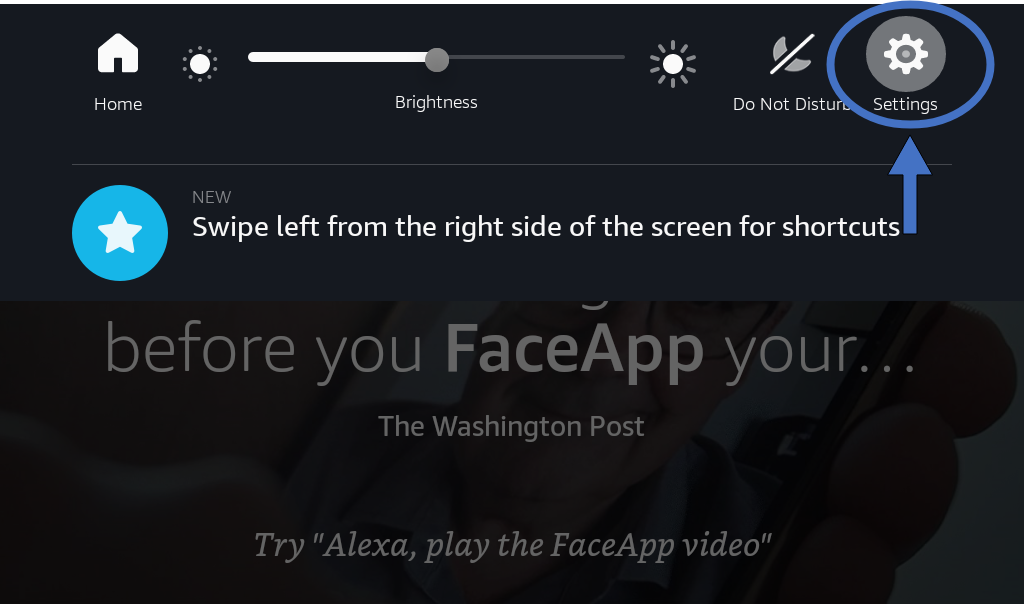 Home
Brightness
Do Not Disturb
Settings
NEW
Swipe left from the right side of the screen for shortcuts
before you FaceApp your...
The Washington Post
Try "Alexa, play the FaceApp video"